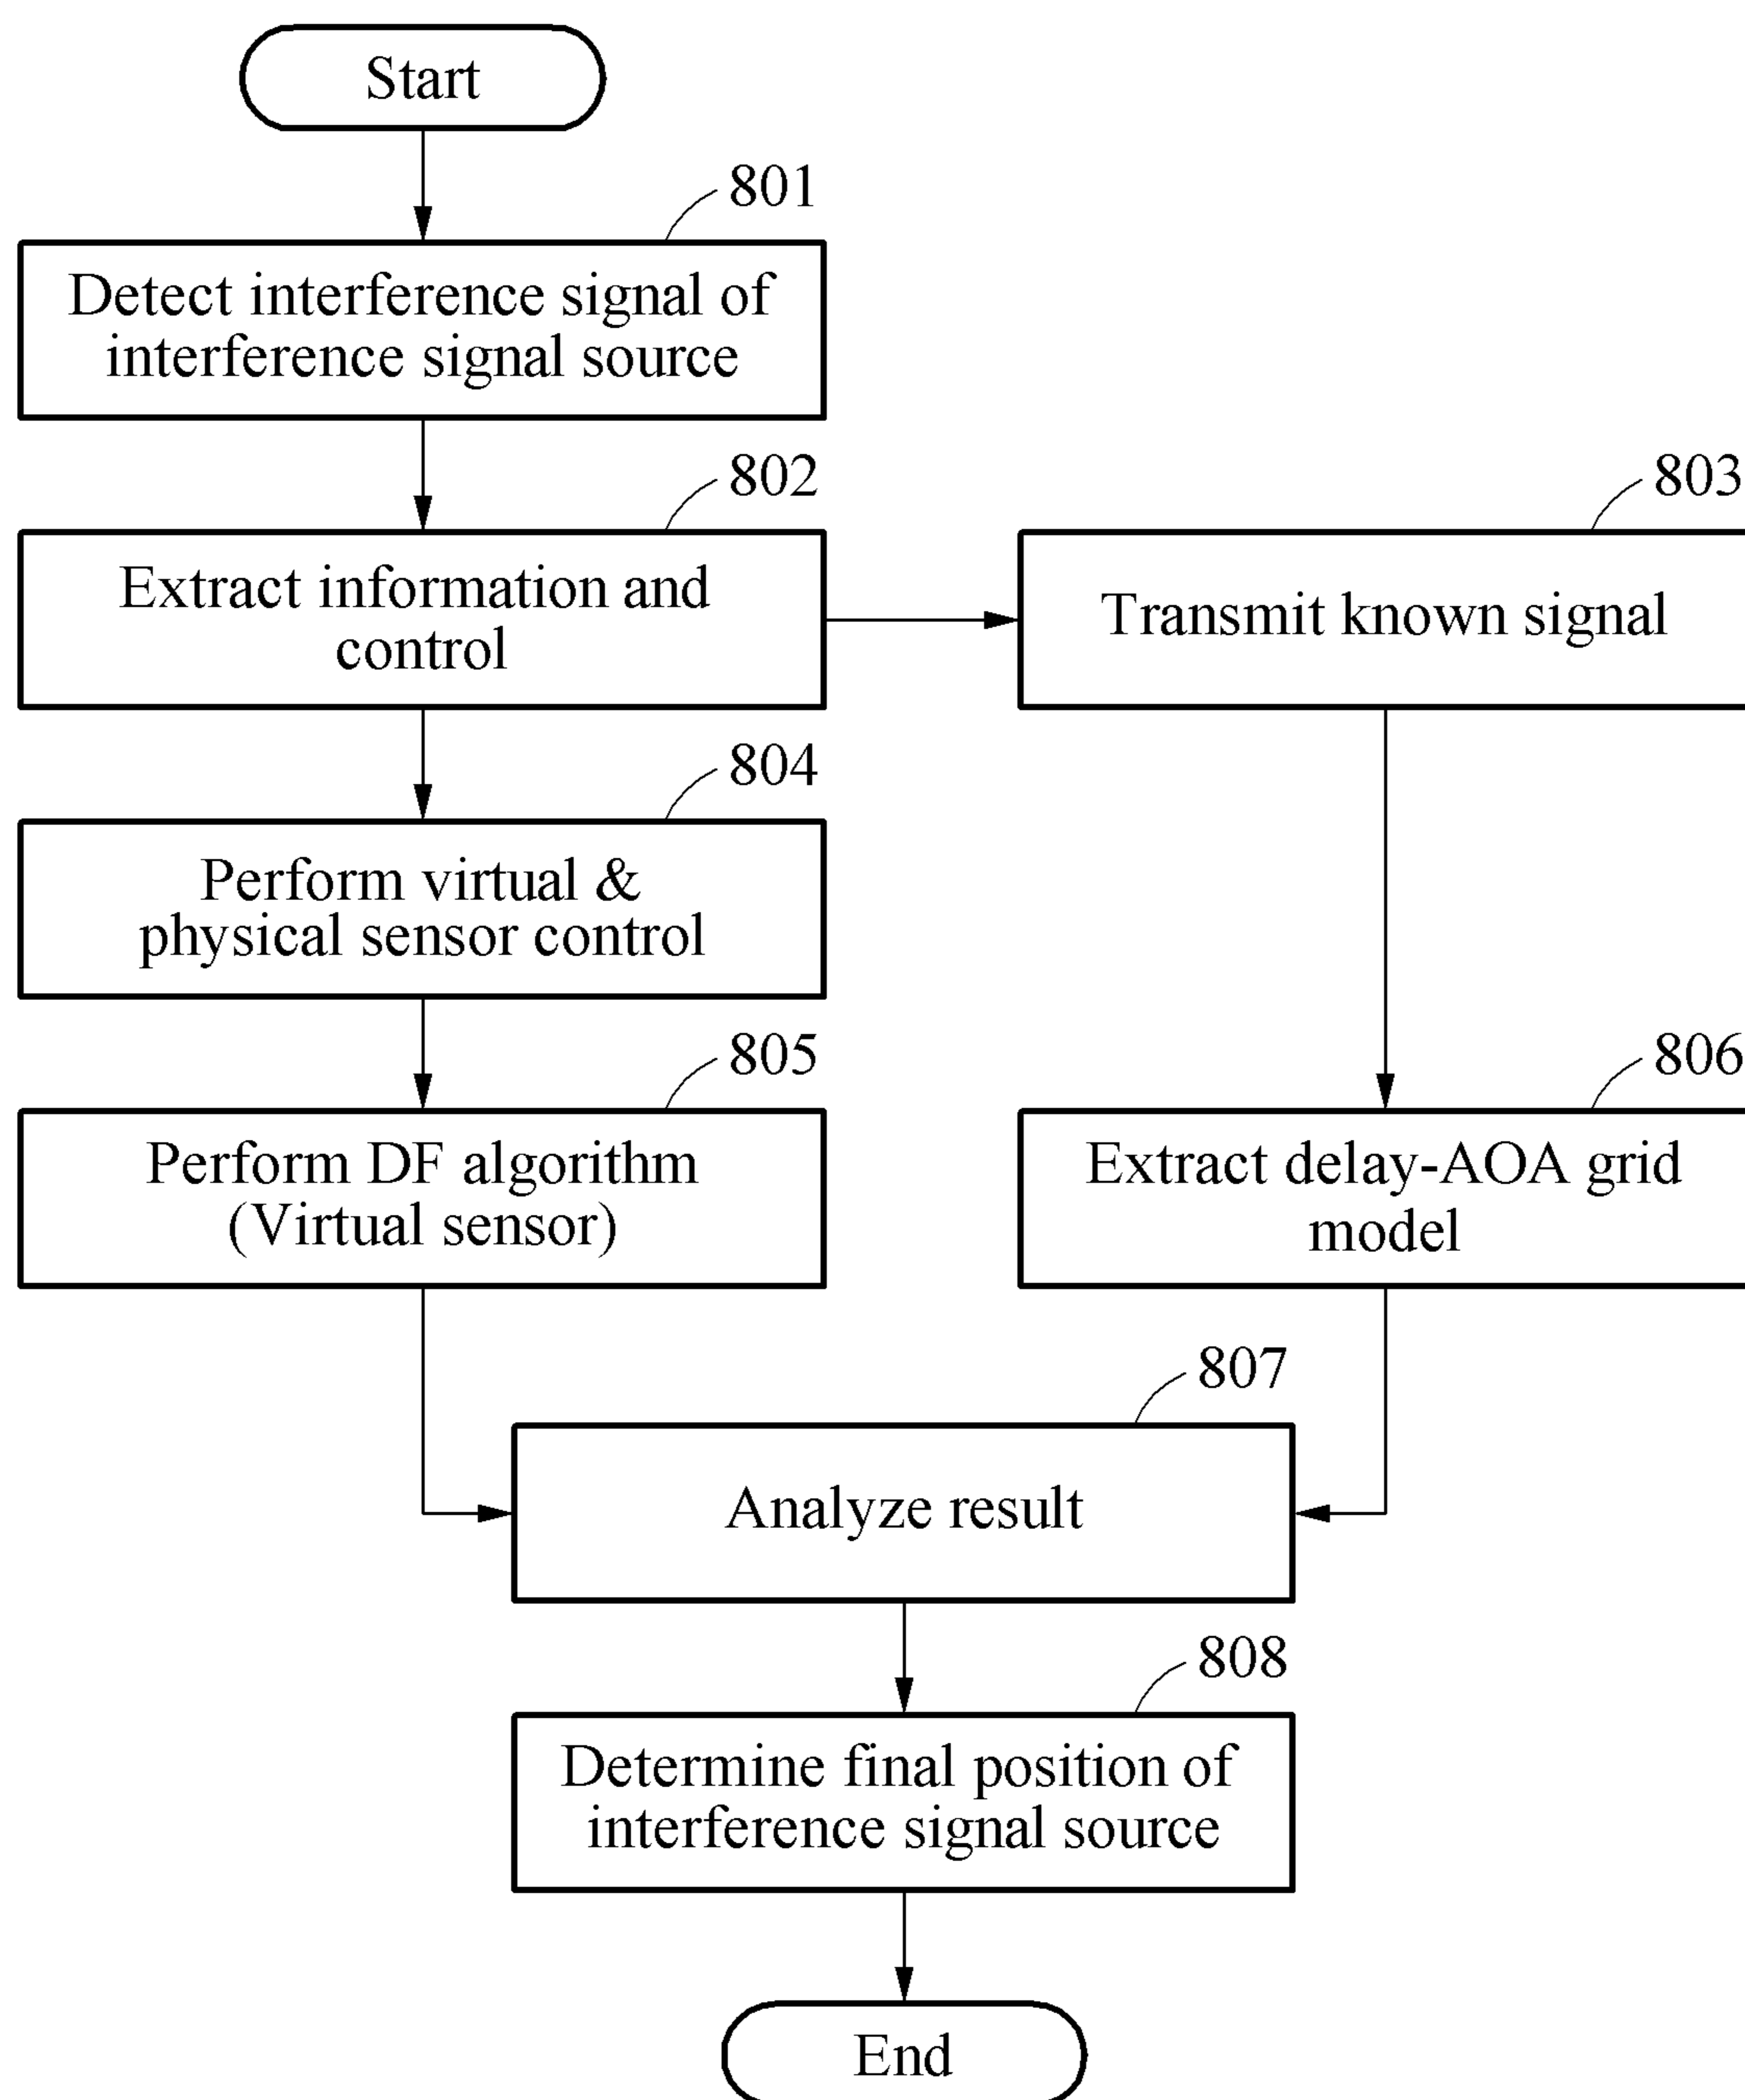 Start
801
Detect interference signal of
interference signal source
802
Extract information and
control
803
Transmit known signal
804
Perform virtual &
physical sensor control
805
Perform DF algorithm
(Virtual sensor)
806
Extract delay-AOA grid
model
807
Analyze result
808
Determine final position of
interference signal source
End